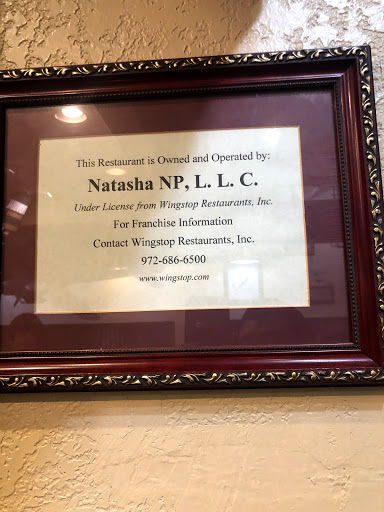 This Restaurant is Owned and Operated by:
Natasha NP, L. L. C.
Under License from Wingstop Restaurants, Inc.
For Franchise Information
Contact Wingstop Restaurants, Inc.
972-686-6500
www.wingstop.com